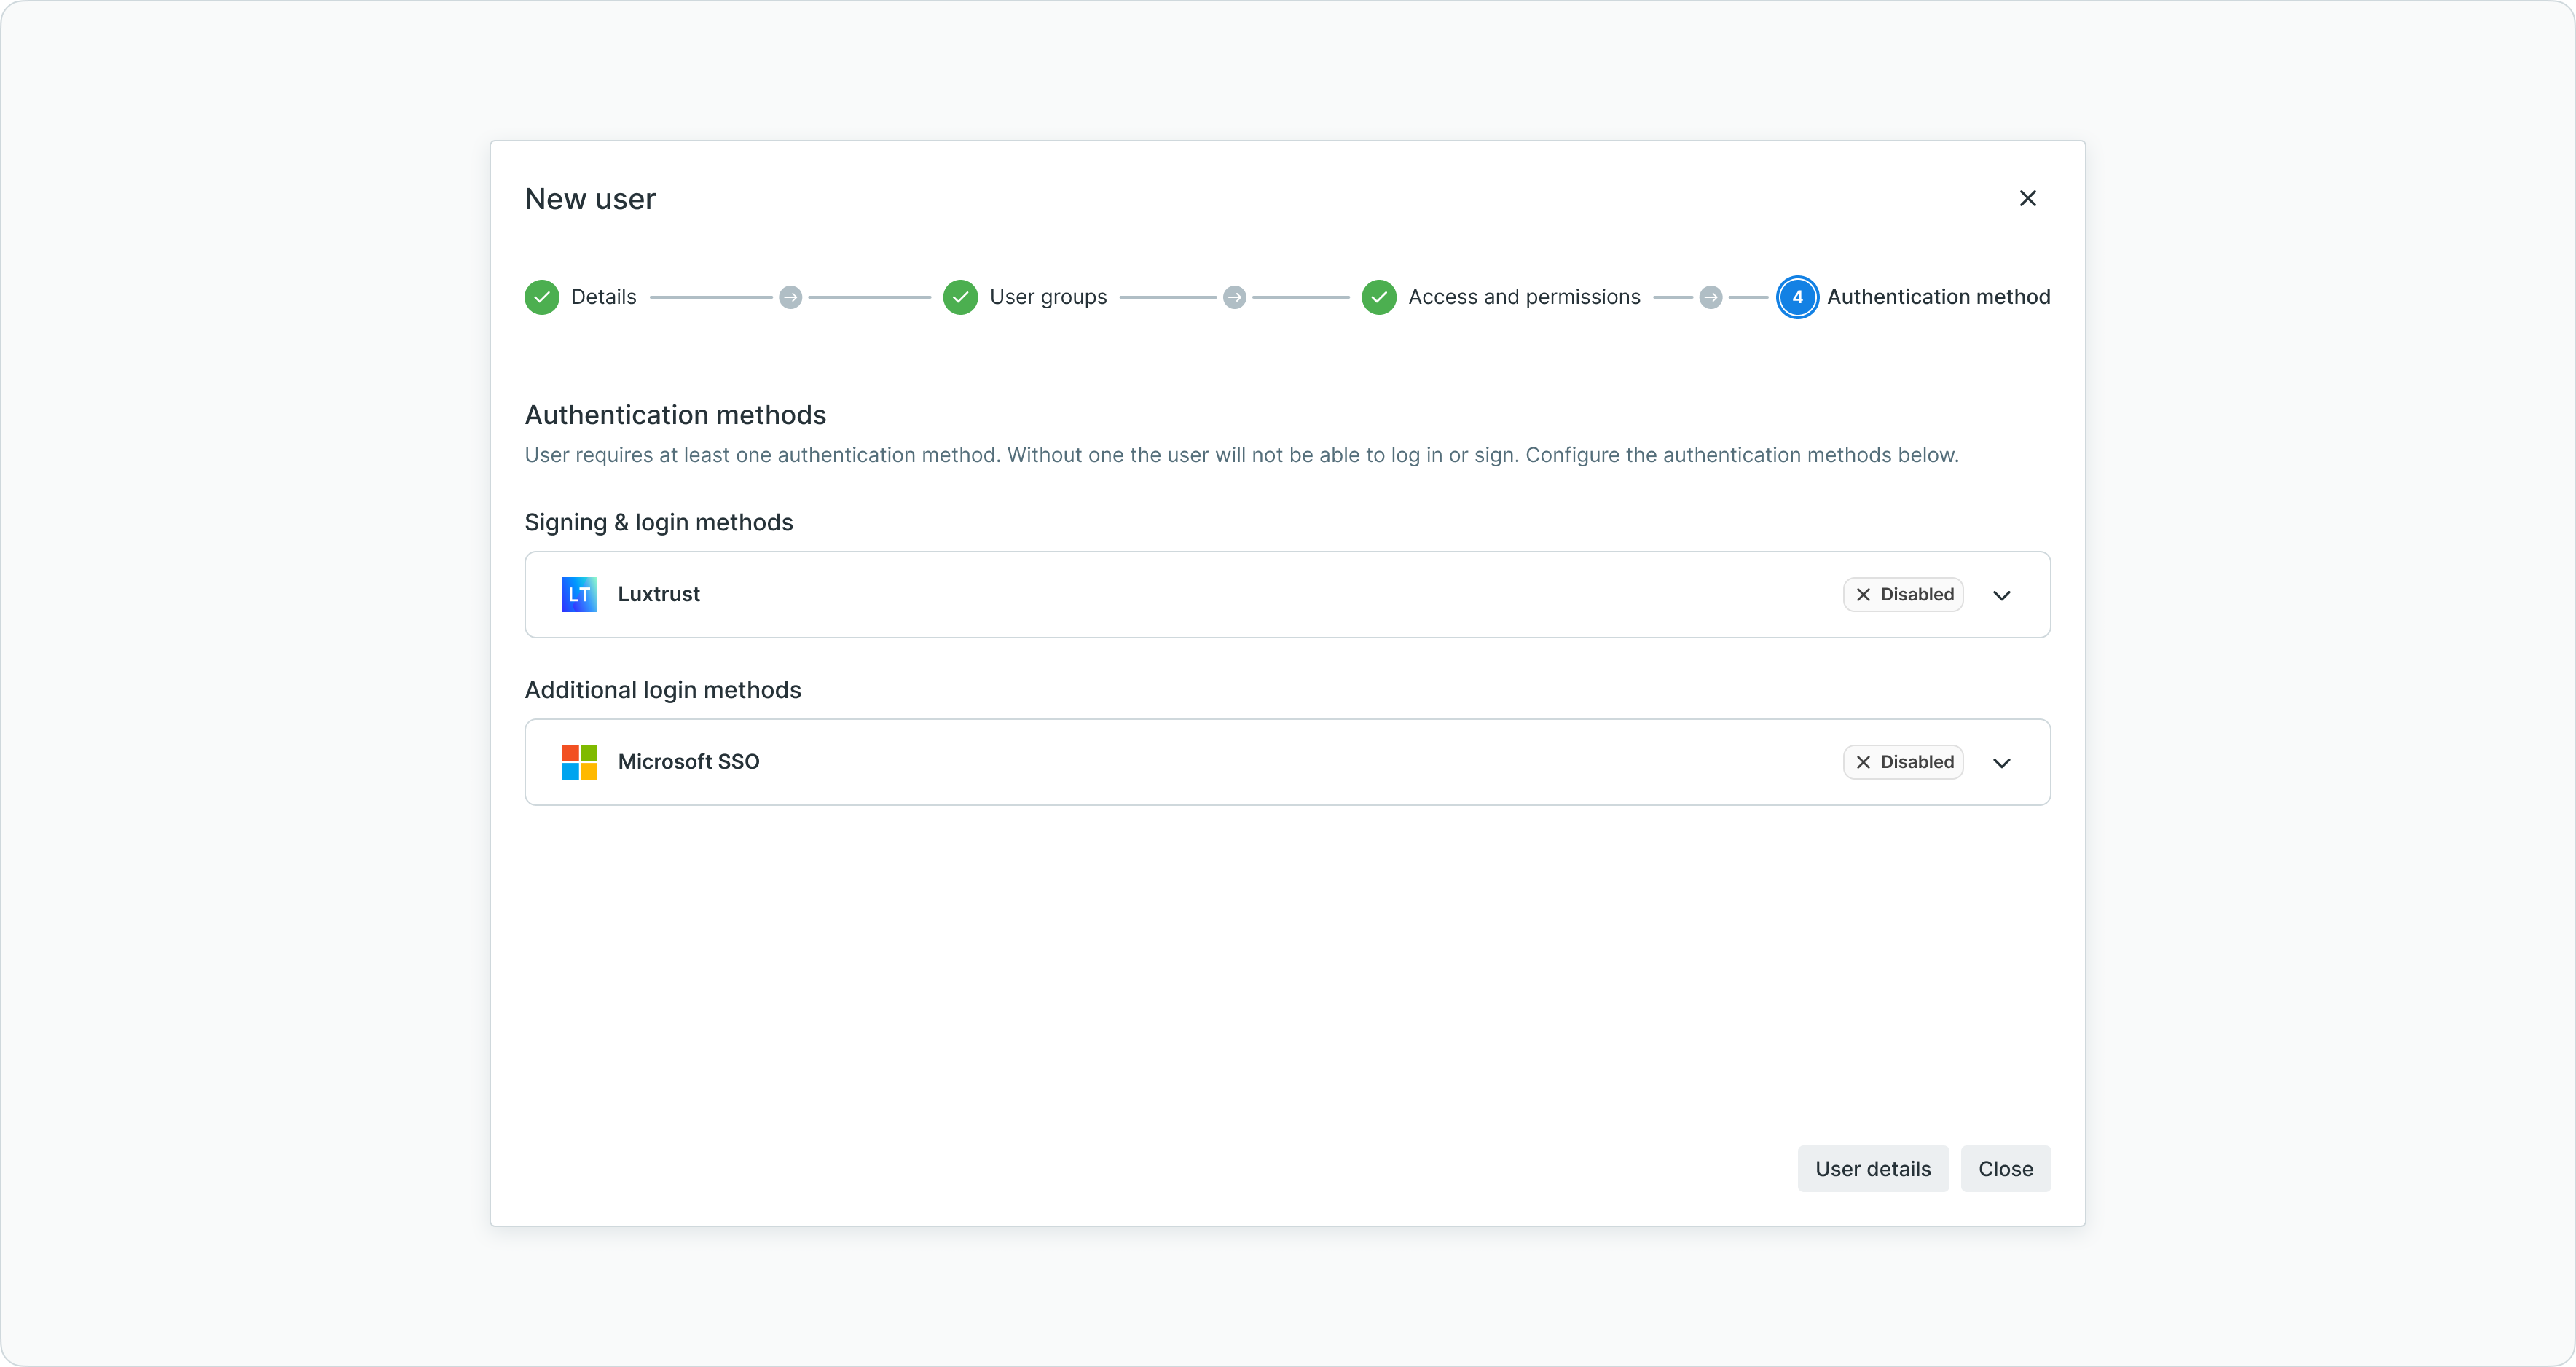 New user
Details
User groups
Access and permissions
4 Authentication method
Authentication methods
User requires at least one authentication method. Without one the user will not be able to log in or sign. Configure the authentication methods below.
Signing & login methods
LT Luxtrust Disabled
Additional login methods
Microsoft SSO Disabled
User details Close